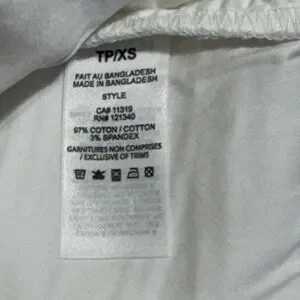 TP/XS
FAIT AU BANGLADESH
MADE IN BANGLADESH
STYLE
CA# 11319
RN# 121340
97% COTON / COTTON
3% SPANDEX
GARNITURES NON COMPRISES
/ EXCLUSIVE OF TRIMS